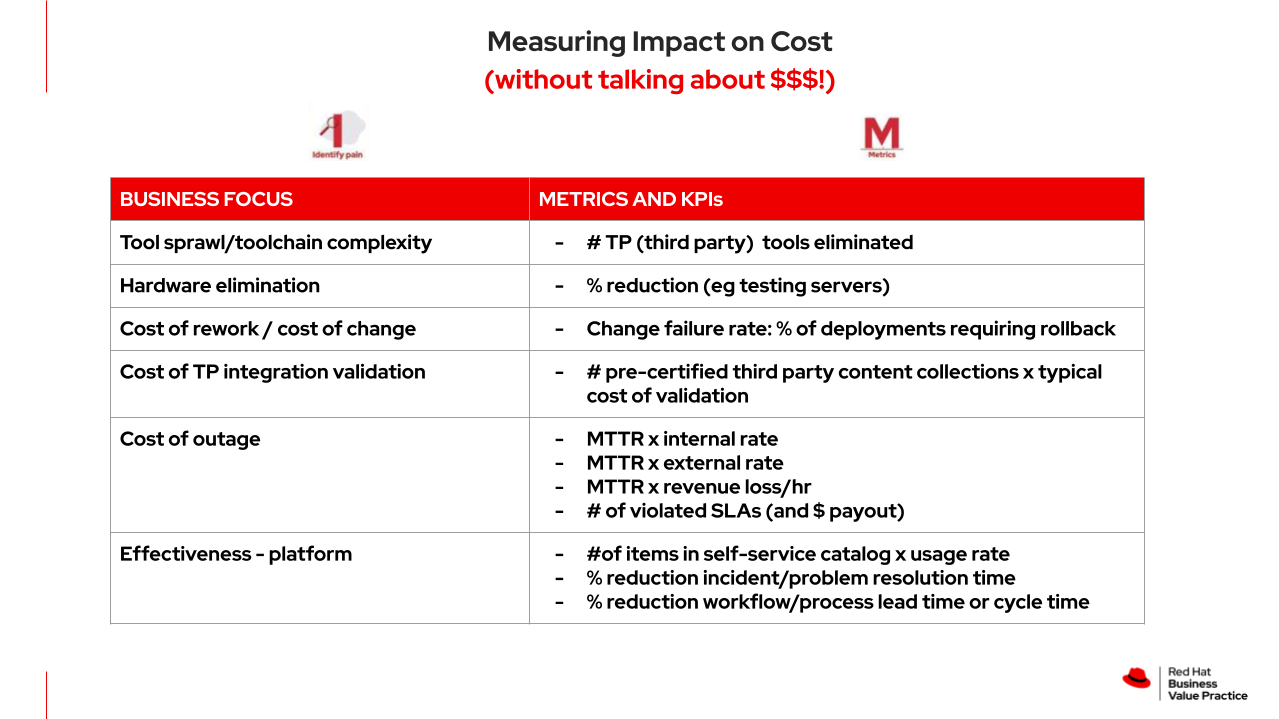 Measuring Impact on Cost
(without talking about $$$!)
Identify pain
M
Metrics
BUSINESS FOCUS
METRICS AND KPIs
Tool sprawl/toolchain complexity
- # TP (third party)  tools eliminated
Hardware elimination
- % reduction (eg testing servers)
Cost of rework / cost of change
- Change failure rate: % of deployments requiring rollback
Cost of TP integration validation
- # pre-certified third party content collections x typical
cost of validation
Cost of outage
- MTTR x internal rate
- MTTR x external rate
- MTTR x revenue loss/hr
- # of violated SLAs (and $ payout)
Effectiveness - platform
- #of items in self-service catalog x usage rate
- % reduction incident/problem resolution time
- % reduction workflow/process lead time or cycle time
Red Hat
Business
Value Practice